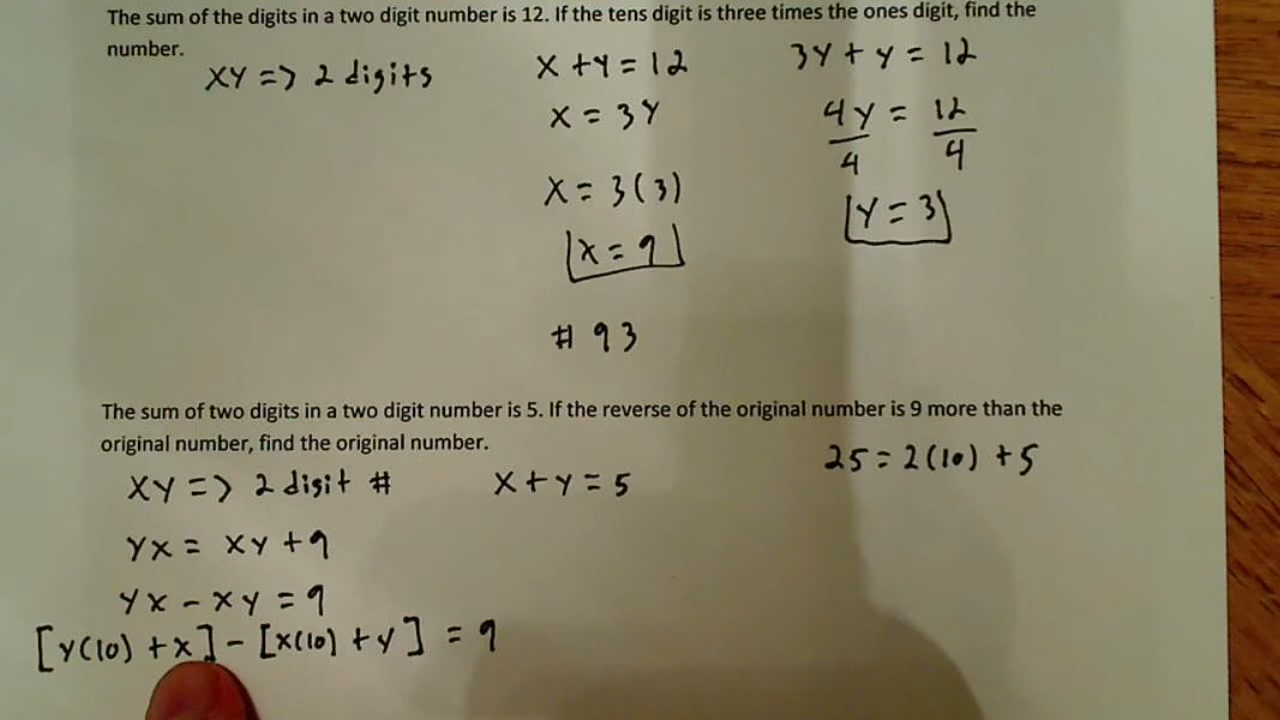 The sum of the digits in a two digit number is 12. If the tens digit is three times the ones digit, find the
number.
XY => 2 digits
X + Y = 12
X = 3Y
X = 3(3)
X = 9
# 93
3Y + Y = 12
4Y = 12
4 4
Y = 3
The sum of two digits in a two digit number is 5. If the reverse of the original number is 9 more than the
original number, find the original number.
XY => 2 digit #
X + Y = 5
25 = 2(10) + 5
YX = XY + 9
YX - XY = 9
[Y(10) + X] - [X(10) + Y] = 9